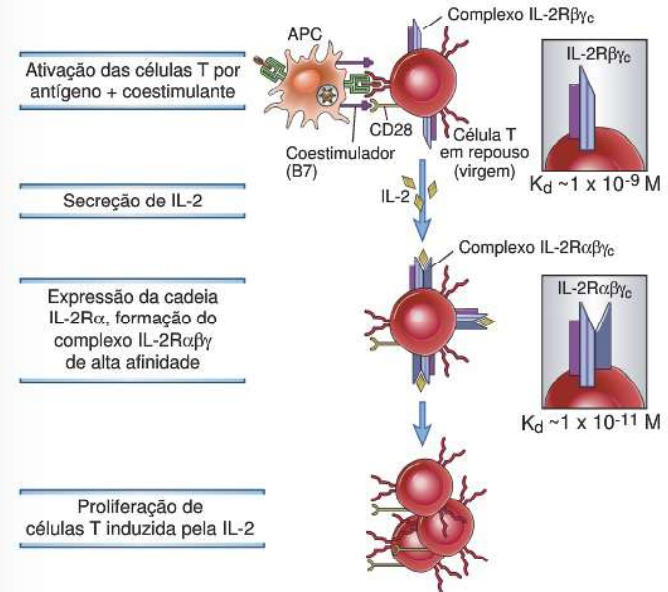 Complexo IL-2Rβγc
APC
IL-2Rβγc
Ativação das células T por
antígeno + coestimulante
CD28
Coestimulador
(B7)
Célula T
em repouso
(virgem)
Kd ~1 x 10-9 M
Secreção de IL-2
IL-2
Complexo IL-2Rαβγc
IL-2Rαβγc
Expressão da cadeia
IL-2Rα, formação do
complexo IL-2Rαβγ
de alta afinidade
Kd ~1 x 10-11 M
Proliferação de
células T induzida pela IL-2